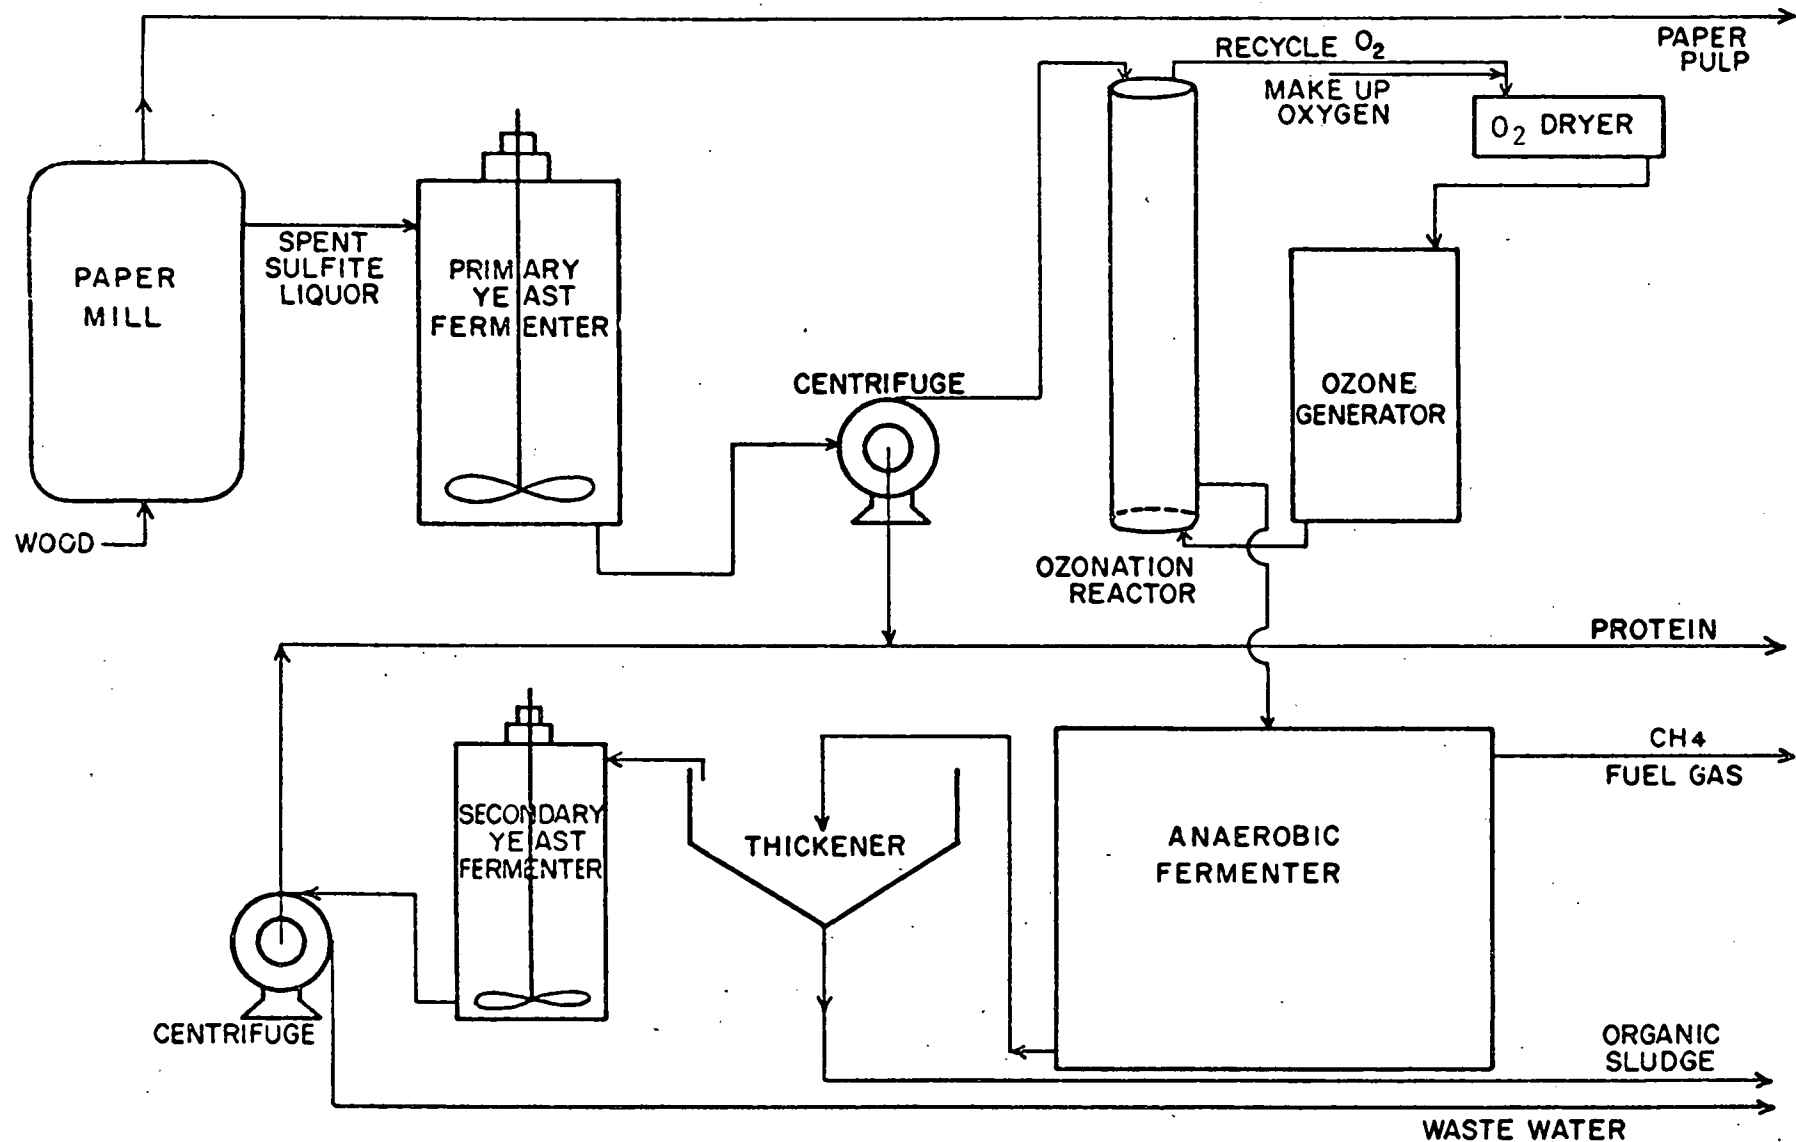 PAPER
PULP
RECYCLE O2
MAKE UP
OXYGEN
O2 DRYER
PAPER
MILL
SPENT
SULFITE
LIQUOR
PRIMARY
YEAST
FERMENTER
CENTRIFUGE
OZONE
GENERATOR
WOOD
OZONATION
REACTOR
PROTEIN
CH4
FUEL GAS
SECONDARY
YEAST
FERMENTER
THICKENER
ANAEROBIC
FERMENTER
CENTRIFUGE
ORGANIC
SLUDGE
WASTE WATER